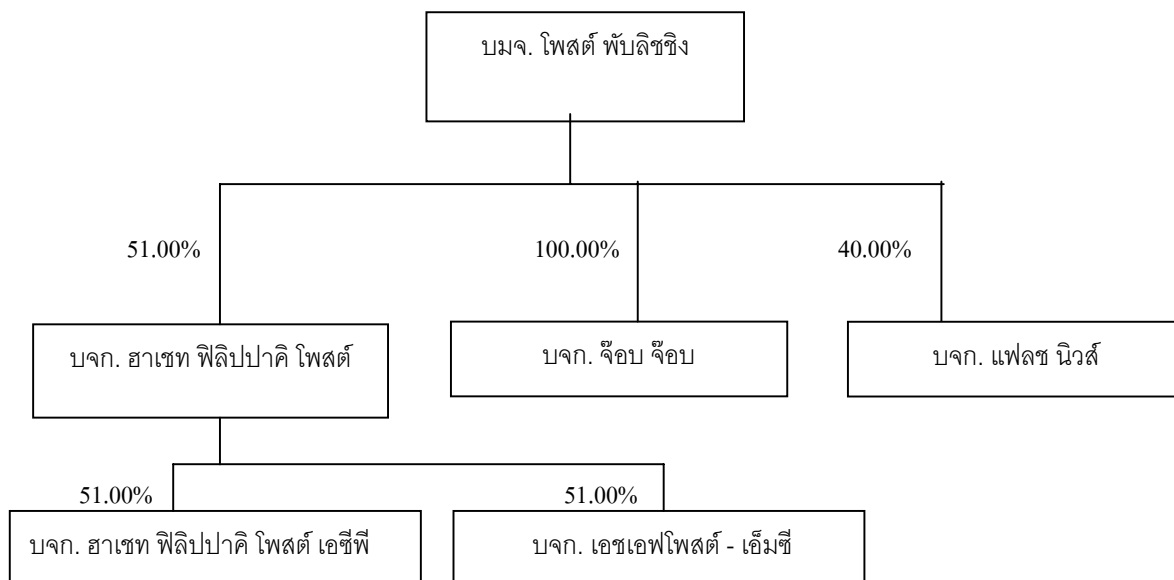 บมจ. โพสต์ พับลิชชิง
51.00%
100.00%
40.00%
บจก. ฮาเชท ฟิลิปปาคิ โพสต์
บจก. จ๊อบ จ๊อบ
บจก. แฟลช นิวส์
51.00%
51.00%
บจก. ฮาเชท ฟิลิปปาคิ โพสต์ เอซีพี
บจก. เอชเอฟโพสต์ - เอ็มซี